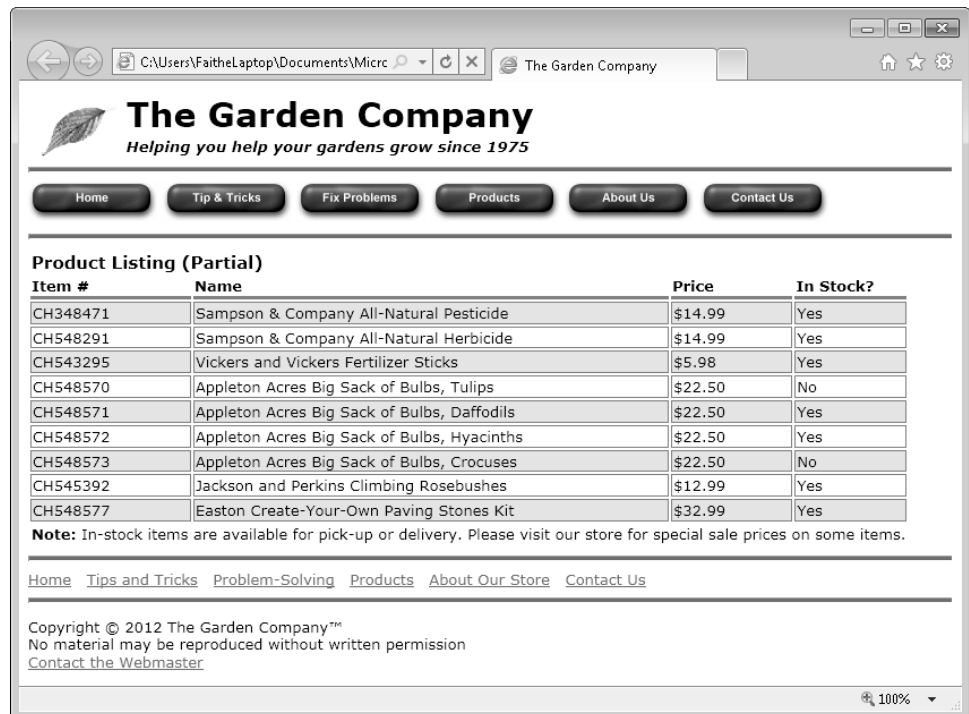 C:\Users\FaitheLaptop\Documents\Micrc
The Garden Company
The Garden Company
Helping you help your gardens grow since 1975
Home Tip & Tricks Fix Problems Products About Us Contact Us
Product Listing (Partial)
Item # Name Price In Stock?
CH348471 Sampson & Company All-Natural Pesticide $14.99 Yes
CH548291 Sampson & Company All-Natural Herbicide $14.99 Yes
CH543295 Vickers and Vickers Fertilizer Sticks $5.98 Yes
CH548570 Appleton Acres Big Sack of Bulbs, Tulips $22.50 No
CH548571 Appleton Acres Big Sack of Bulbs, Daffodils $22.50 Yes
CH548572 Appleton Acres Big Sack of Bulbs, Hyacinths $22.50 Yes
CH548573 Appleton Acres Big Sack of Bulbs, Crocuses $22.50 No
CH545392 Jackson and Perkins Climbing Rosebushes $12.99 Yes
CH548577 Easton Create-Your-Own Paving Stones Kit $32.99 Yes
Note: In-stock items are available for pick-up or delivery. Please visit our store for special sale prices on some items.
Home Tips and Tricks Problem-Solving Products About Our Store Contact Us
Copyright © 2012 The Garden Company™
No material may be reproduced without written permission
Contact the Webmaster
100%